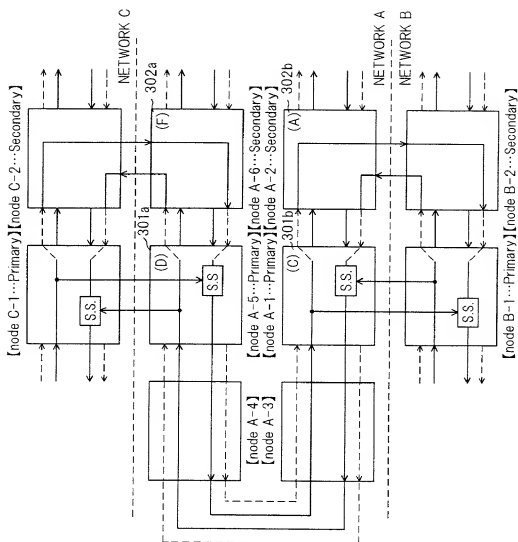 NETWORK C
302a
302b
NETWORK A
NETWORK B
[node C-1···Primary][node C-2···Secondary]
(F)
(A)
[node A-6···Secondary]
[node A-2···Secondary]
[node B-2···Secondary]
301a
301b
S.S.
(D)
S.S
(C)
S.S.
S.S.
[node A-5···Primary]
[node A-1···Primary]
[node B-1···Primary]
[node A-4]
[node A-3]